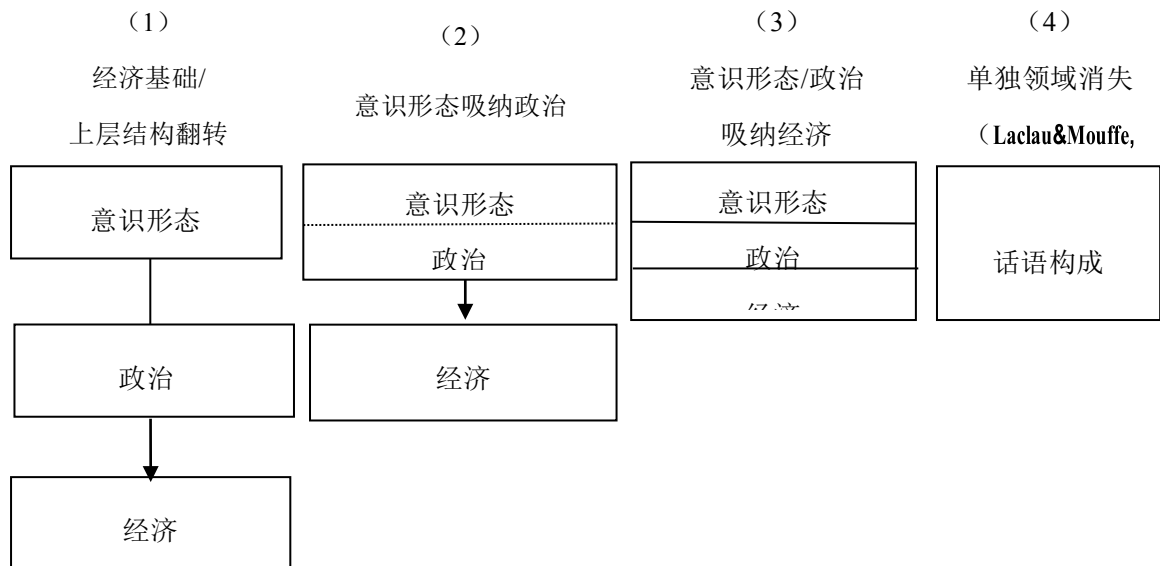 （1）
经济基础/
上层结构翻转
意识形态
政治
经济
（2）
意识形态吸纳政治
意识形态
政治
经济
（3）
意识形态/政治
吸纳经济
意识形态
政治
经济
（4）
单独领域消失
（Laclau&Mouffe,
话语构成